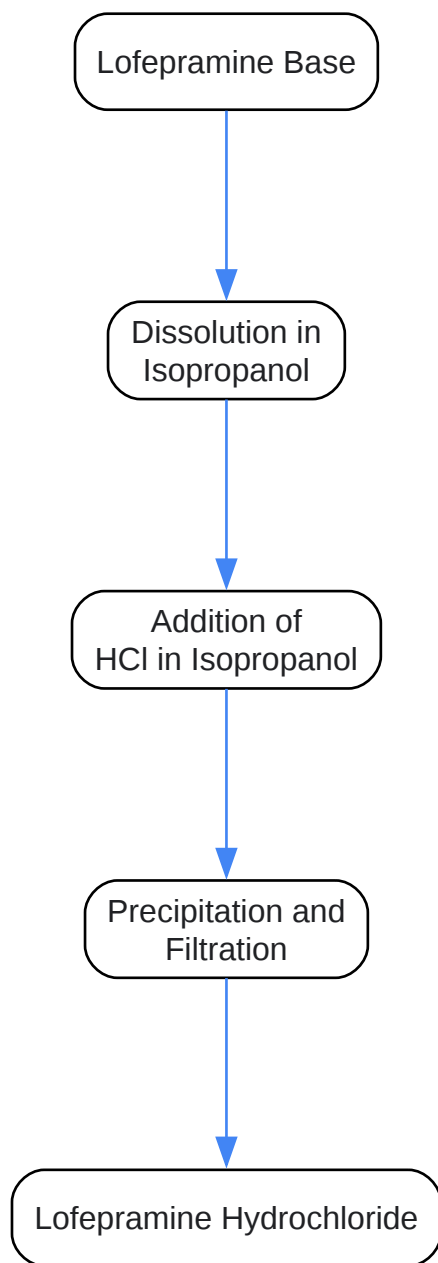 Lofepramine Base
Dissolution in
Isopropanol
Addition of
HCl in Isopropanol
Precipitation and
Filtration
Lofepramine Hydrochloride